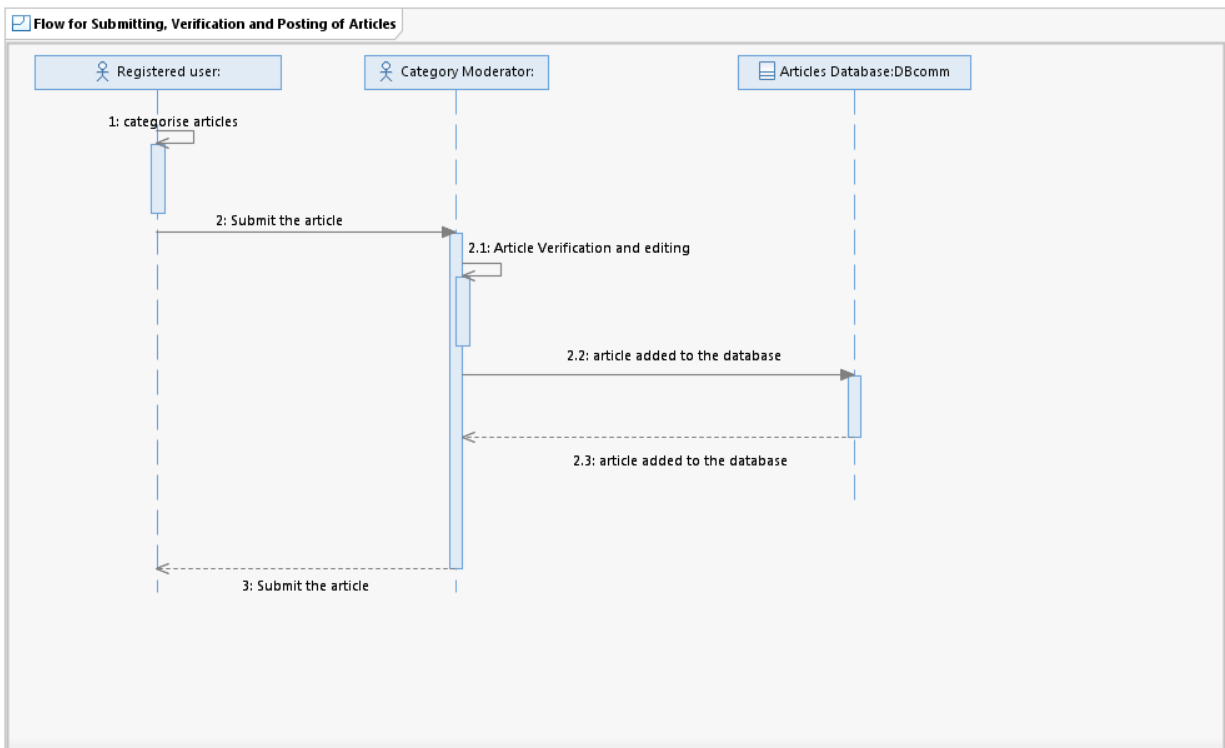 Flow for Submitting, Verification and Posting of Articles
Registered user:
Category Moderator:
Articles Database:DBcomm
1: categorise articles
2: Submit the article
2.1: Article Verification and editing
2.2: article added to the database
2.3: article added to the database
3: Submit the article